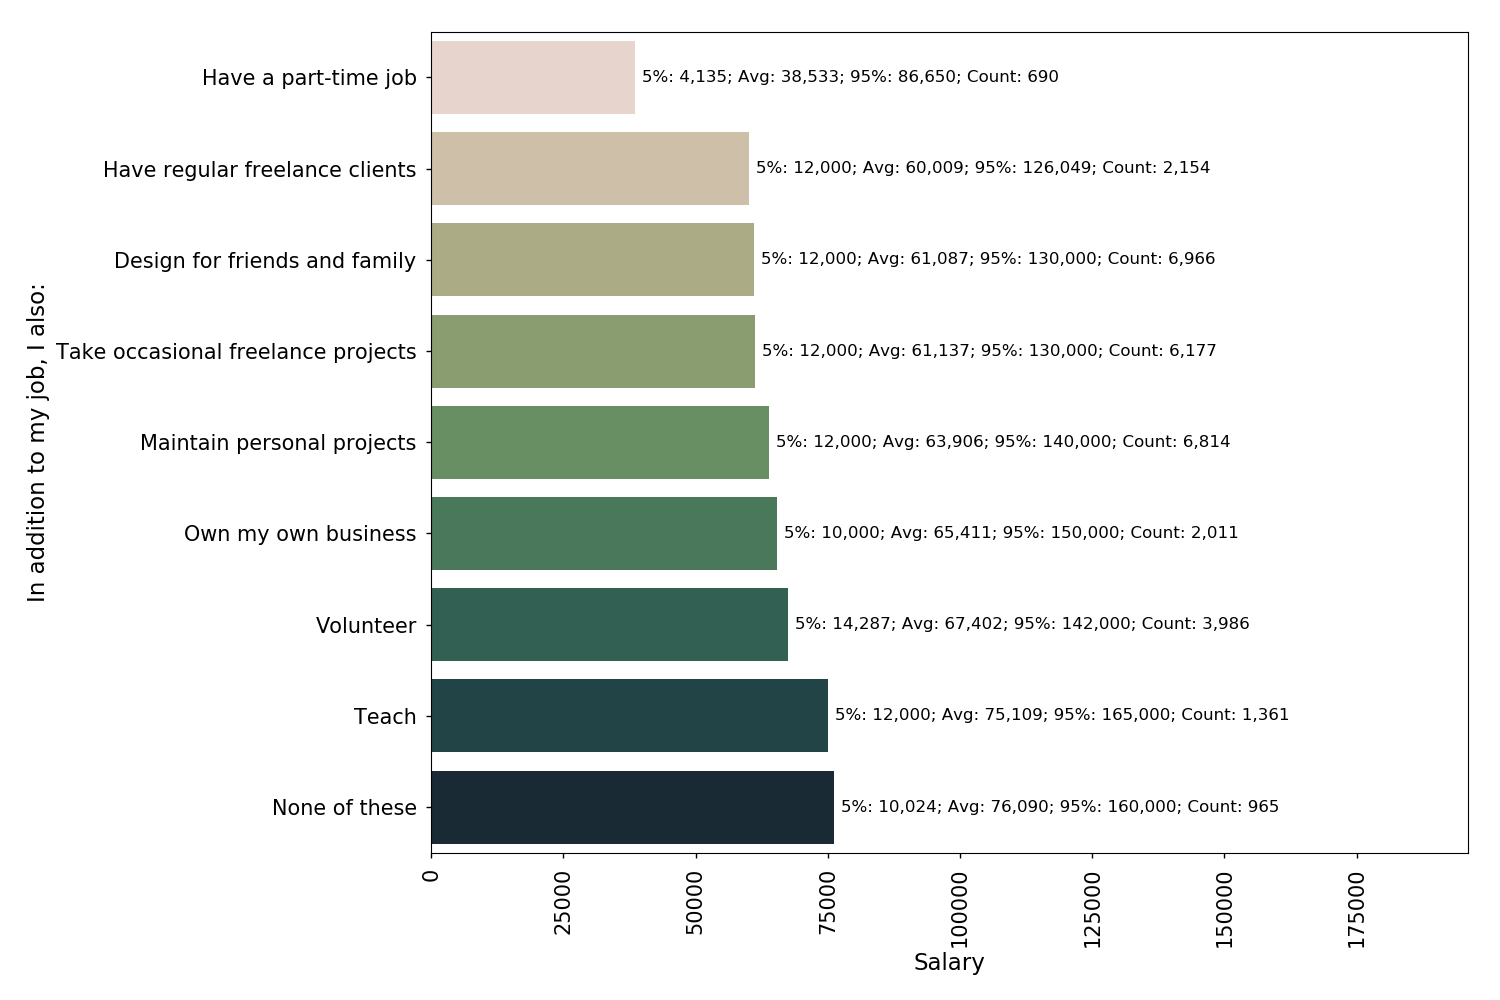 In addition to my job, I also:
Have a part-time job
5%: 4,135; Avg: 38,533; 95%: 86,650; Count: 690
Have regular freelance clients
5%: 12,000; Avg: 60,009; 95%: 126,049; Count: 2,154
Design for friends and family
5%: 12,000; Avg: 61,087; 95%: 130,000; Count: 6,966
Take occasional freelance projects
5%: 12,000; Avg: 61,137; 95%: 130,000; Count: 6,177
Maintain personal projects
5%: 12,000; Avg: 63,906; 95%: 140,000; Count: 6,814
Own my own business
5%: 10,000; Avg: 65,411; 95%: 150,000; Count: 2,011
Volunteer
5%: 14,287; Avg: 67,402; 95%: 142,000; Count: 3,986
Teach
5%: 12,000; Avg: 75,109; 95%: 165,000; Count: 1,361
None of these
5%: 10,024; Avg: 76,090; 95%: 160,000; Count: 965
0
25000
50000
75000
100000
125000
150000
175000
Salary